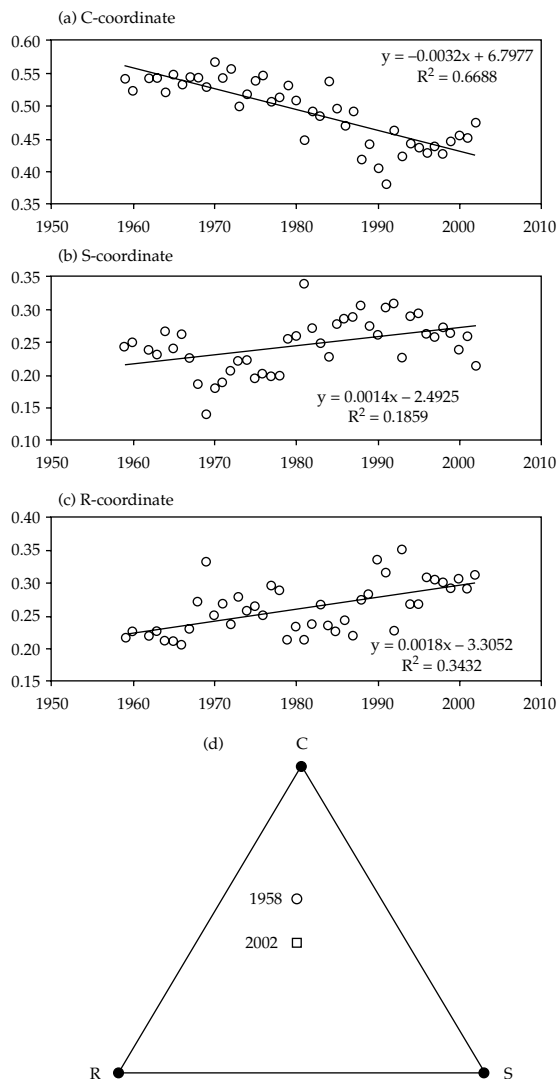 (a) C-coordinate
0.60
0.55
0.50
0.45
0.40
0.35
y = –0.0032x + 6.7977
R² = 0.6688
1950 1960 1970 1980 1990 2000 2010
(b) S-coordinate
0.35
0.30
0.25
0.20
0.15
0.10
y = 0.0014x – 2.4925
R² = 0.1859
1950 1960 1970 1980 1990 2000 2010
(c) R-coordinate
0.40
0.35
0.30
0.25
0.20
0.15
y = 0.0018x – 3.3052
R² = 0.3432
1950 1960 1970 1980 1990 2000 2010
(d)
C
1958
2002
R S